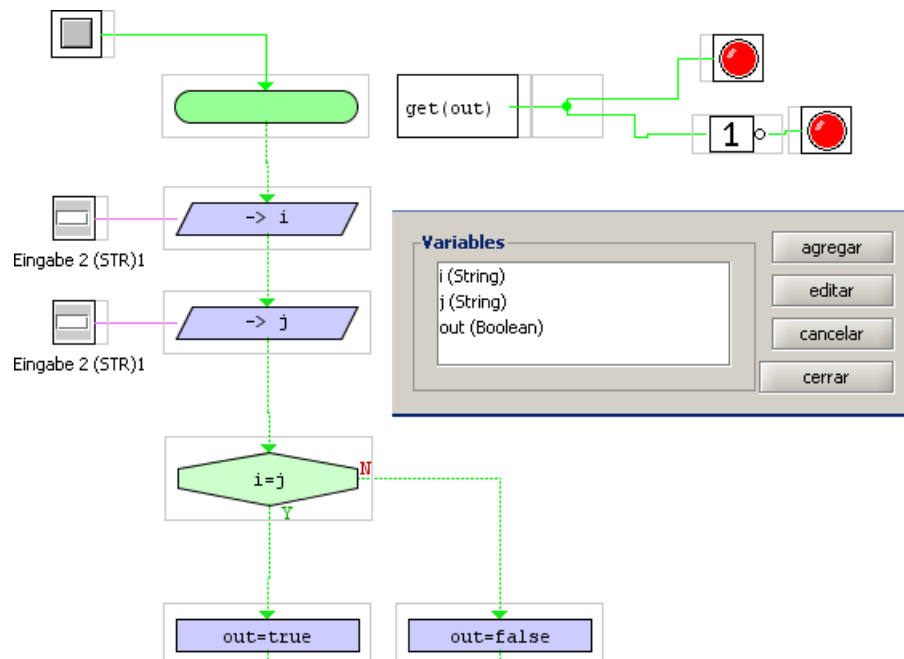 get(out)
1
-> i
Eingabe 2 (STR)1
-> j
Eingabe 2 (STR)1
Variables
i (String)
j (String)
out (Boolean)
agregar
editar
cancelar
cerrar
i=j
N
Y
out=true
out=false